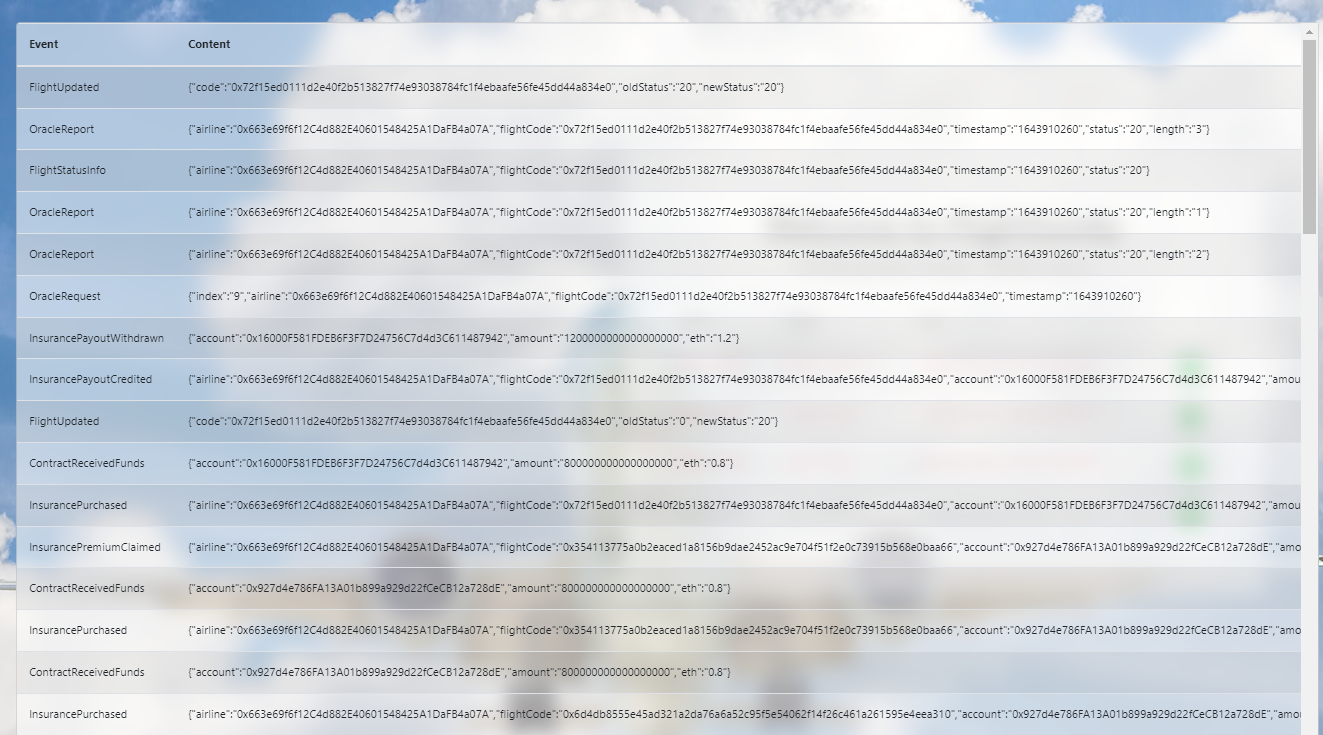 Event Content
FlightUpdated {"code":"0x72f15ed0111d2e40f2b513827f74e93038784fc1f4ebaafe56fe45dd44a834e0","oldStatus":"20","newStatus":"20"}
OracleReport {"airline":"0x663e69f6f12C4d882E40601548425A1DaFB4a07A","flightCode":"0x72f15ed0111d2e40f2b513827f74e93038784fc1f4ebaafe56fe45dd44a834e0","timestamp":"1643910260","status":"20","length":"3"}
FlightStatusInfo {"airline":"0x663e69f6f12C4d882E40601548425A1DaFB4a07A","flightCode":"0x72f15ed0111d2e40f2b513827f74e93038784fc1f4ebaafe56fe45dd44a834e0","timestamp":"1643910260","status":"20"}
OracleReport {"airline":"0x663e69f6f12C4d882E40601548425A1DaFB4a07A","flightCode":"0x72f15ed0111d2e40f2b513827f74e93038784fc1f4ebaafe56fe45dd44a834e0","timestamp":"1643910260","status":"20","length":"1"}
OracleReport {"airline":"0x663e69f6f12C4d882E40601548425A1DaFB4a07A","flightCode":"0x72f15ed0111d2e40f2b513827f74e93038784fc1f4ebaafe56fe45dd44a834e0","timestamp":"1643910260","status":"20","length":"2"}
OracleRequest {"index":"9","airline":"0x663e69f6f12C4d882E40601548425A1DaFB4a07A","flightCode":"0x72f15ed0111d2e40f2b513827f74e93038784fc1f4ebaafe56fe45dd44a834e0","timestamp":"1643910260"}
InsurancePayoutWithdrawn {"account":"0x16000F581FDEB6F3F7D24756C7d4d3C611487942","amount":"1200000000000000000","eth":"1.2"}
InsurancePayoutCredited {"airline":"0x663e69f6f12C4d882E40601548425A1DaFB4a07A","flightCode":"0x72f15ed0111d2e40f2b513827f74e93038784fc1f4ebaafe56fe45dd44a834e0","account":"0x16000F581FDEB6F3F7D24756C7d4d3C611487942","amou
FlightUpdated {"code":"0x72f15ed0111d2e40f2b513827f74e93038784fc1f4ebaafe56fe45dd44a834e0","oldStatus":"0","newStatus":"20"}
ContractReceivedFunds {"account":"0x16000F581FDEB6F3F7D24756C7d4d3C611487942","amount":"800000000000000000","eth":"0.8"}
InsurancePurchased {"airline":"0x663e69f6f12C4d882E40601548425A1DaFB4a07A","flightCode":"0x72f15ed0111d2e40f2b513827f74e93038784fc1f4ebaafe56fe45dd44a834e0","account":"0x16000F581FDEB6F3F7D24756C7d4d3C611487942","amou
InsurancePremiumClaimed {"airline":"0x663e69f6f12C4d882E40601548425A1DaFB4a07A","flightCode":"0x354113775a0b2eaced1a8156b9dae2452ac9e704f51f2e0c73915b568e0baa66","account":"0x927d4e786FA13A01b899a929d22fCeCB12a728dE","amo
ContractReceivedFunds {"account":"0x927d4e786FA13A01b899a929d22fCeCB12a728dE","amount":"800000000000000000","eth":"0.8"}
InsurancePurchased {"airline":"0x663e69f6f12C4d882E40601548425A1DaFB4a07A","flightCode":"0x354113775a0b2eaced1a8156b9dae2452ac9e704f51f2e0c73915b568e0baa66","account":"0x927d4e786FA13A01b899a929d22fCeCB12a728dE","amo
ContractReceivedFunds {"account":"0x927d4e786FA13A01b899a929d22fCeCB12a728dE","amount":"800000000000000000","eth":"0.8"}
InsurancePurchased {"airline":"0x663e69f6f12C4d882E40601548425A1DaFB4a07A","flightCode":"0x6d4db8555e45ad321a2da76a6a52c95f5e54062f14f26c461a261595e4eea310","account":"0x927d4e786FA13A01b899a929d22fCeCB12a728dE","amou